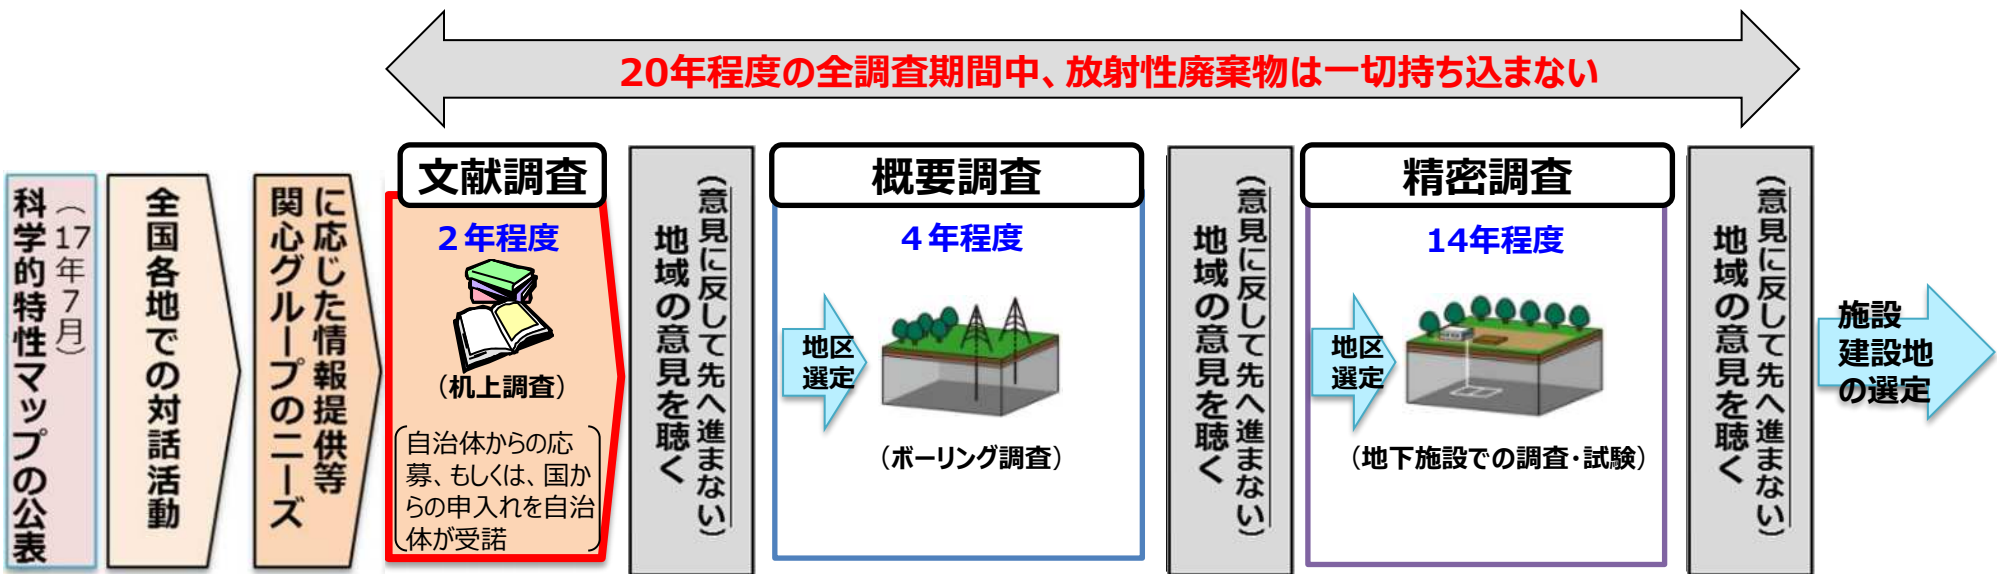 20年程度の全調査期間中、放射性廃棄物は一切持ち込まない
科学的特性マップの公表
（17年7月）
全国各地での対話活動
関心グループのニーズ
に応じた情報提供等
文献調査
２年程度
（机上調査）
自治体からの応
募、もしくは、国か
らの申入れを自治
体が受諾
地域の意見を聴く
（意見に反して先へ進まない）
概要調査
４年程度
地区
選定
（ボーリング調査）
地域の意見を聴く
（意見に反して先へ進まない）
精密調査
14年程度
地区
選定
（地下施設での調査・試験）
地域の意見を聴く
（意見に反して先へ進まない）
施設
建設地
の選定